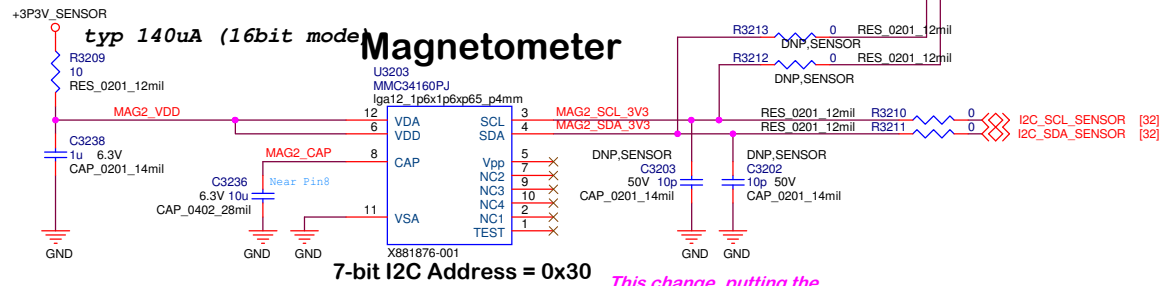 +3P3V_SENSOR
typ 140uA (16bit mode)
Magnetometer
R3209
10
RES_0201_12mil
U3203
MMC34160PJ
lga12_1p6x1p6xp65_p4mm
R3213 0 RES_0201_12mil
DNP,SENSOR
R3212 0 RES_0201_12mil
DNP,SENSOR
MAG2_VDD
12 VDA
6 VDD
SCL 3 MAG2_SCL_3V3
SDA 4 MAG2_SDA_3V3
RES_0201_12mil R3210 0 I2C_SCL_SENSOR [32]
RES_0201_12mil R3211 0 I2C_SDA_SENSOR [32]
C3238
1u 6.3V
CAP_0201_14mil
MAG2_CAP
8 CAP
C3236 Near Pin8
6.3V 10u
CAP_0402_28mil
11 VSA
Vpp 5
NC2 7
NC3 9
NC4 10
NC1 2
TEST 1
DNP,SENSOR
C3203
50V 10p
CAP_0201_14mil
DNP,SENSOR
C3202
10p 50V
CAP_0201_14mil
GND
GND
GND
GND
GND
X881876-001
7-bit I2C Address = 0x30
This change, putting the